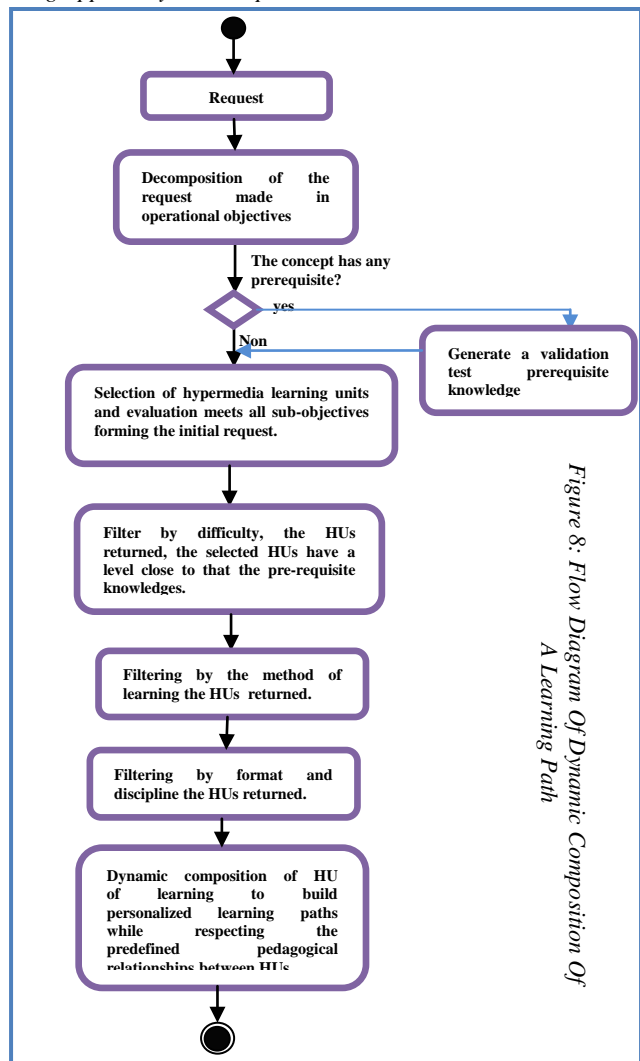 Request
Decomposition of the
request made in
operational objectives
The concept has any
prerequisite?
yes
Non
Generate a validation
test prerequisite
knowledge
Selection of hypermedia learning units
and evaluation meets all sub-objectives
forming the initial request.
Filter by difficulty, the HUs
returned, the selected HUs have a
level close to that the pre-requisite
knowledges.
Filtering by the method of
learning the HUs returned.
Filtering by format and
discipline the HUs returned.
Dynamic composition of HU
of learning to build
personalized learning paths
while respecting the
predefined pedagogical
relationships between HUs
Figure 8: Flow Diagram Of Dynamic Composition Of
A Learning Path